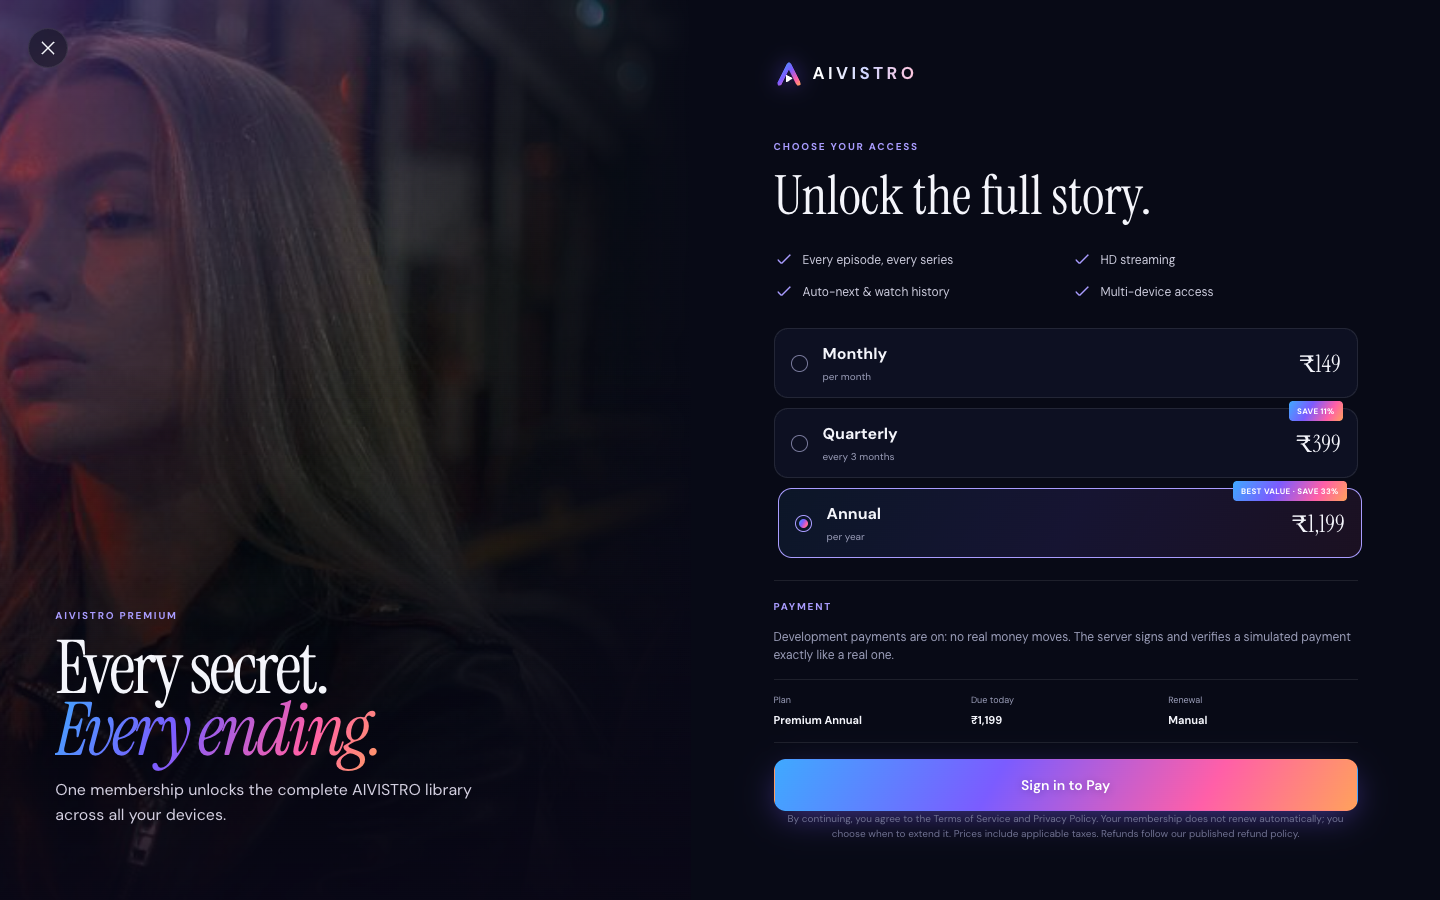 AIVISTRO
CHOOSE YOUR ACCESS
Unlock the full story.
Every episode, every series
HD streaming
Auto-next & watch history
Multi-device access
Monthly
per month
₹149
SAVE 11%
Quarterly
every 3 months
₹399
BEST VALUE · SAVE 33%
Annual
per year
₹1,199
PAYMENT
Development payments are on: no real money moves. The server signs and verifies a simulated payment
exactly like a real one.
Plan
Due today
Renewal
Premium Annual
₹1,199
Manual
Sign in to Pay
By continuing, you agree to the Terms of Service and Privacy Policy. Your membership does not renew automatically; you
choose when to extend it. Prices include applicable taxes. Refunds follow our published refund policy.
AIVISTRO PREMIUM
Every secret.
Every ending.
One membership unlocks the complete AIVISTRO library
across all your devices.